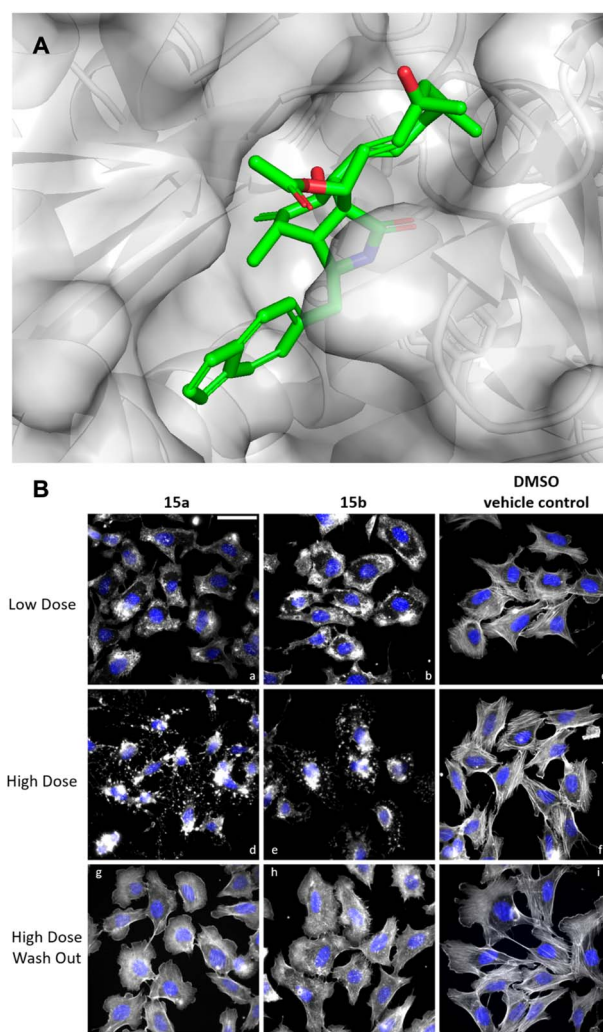 A
B
15a
15b
DMSO
vehicle control
Low Dose
a
b
c
High Dose
d
e
f
g
h
i
High Dose
Wash Out